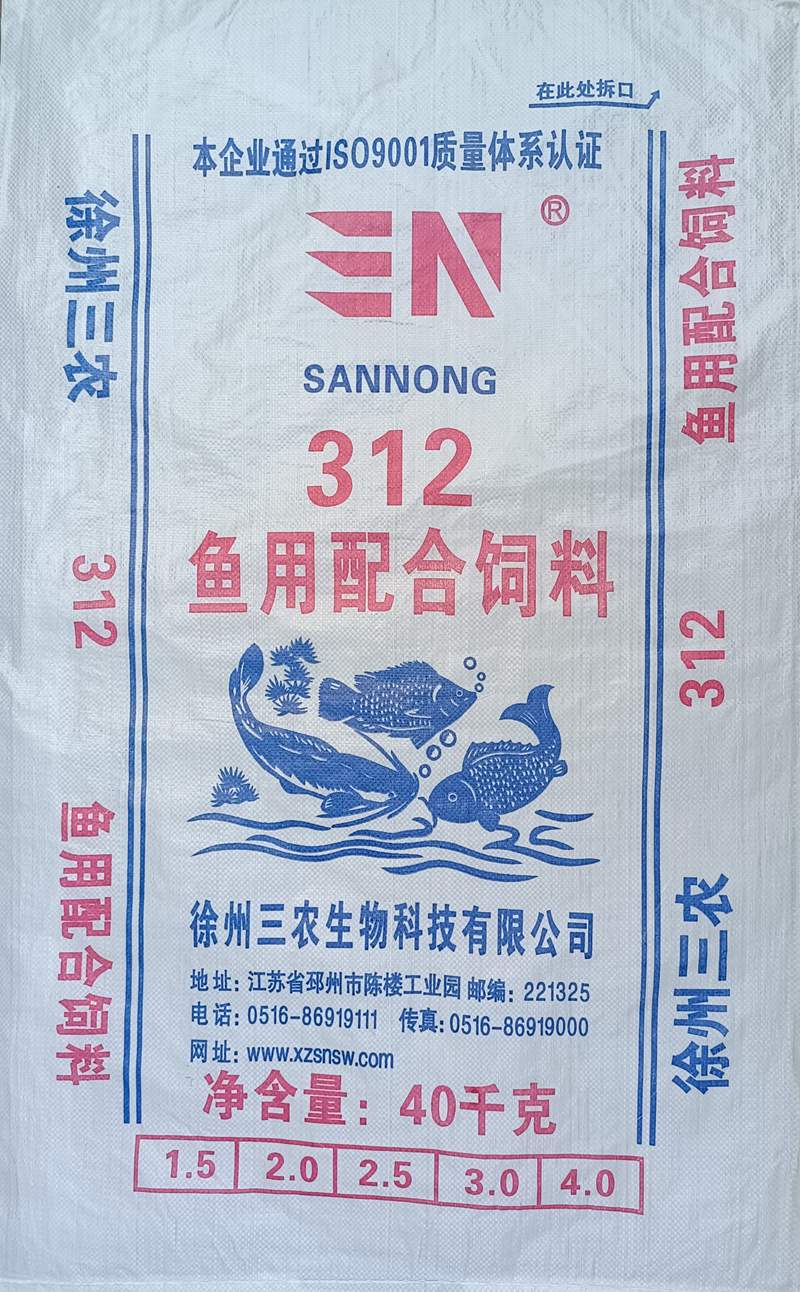 在此处拆口
本企业通过ISO9001质量体系认证
®
SANNONG
312
鱼用配合饲料
徐州三农生物科技有限公司
地址：江苏省邳州市陈楼工业园 邮编：221325
电话：0516-86919111 传真：0516-86919000
网址：www.xzsnsw.com
净含量：40千克
1.5 2.0 2.5 3.0 4.0
徐州三农 312 鱼用配合饲料
徐州三农 312 鱼用配合饲料